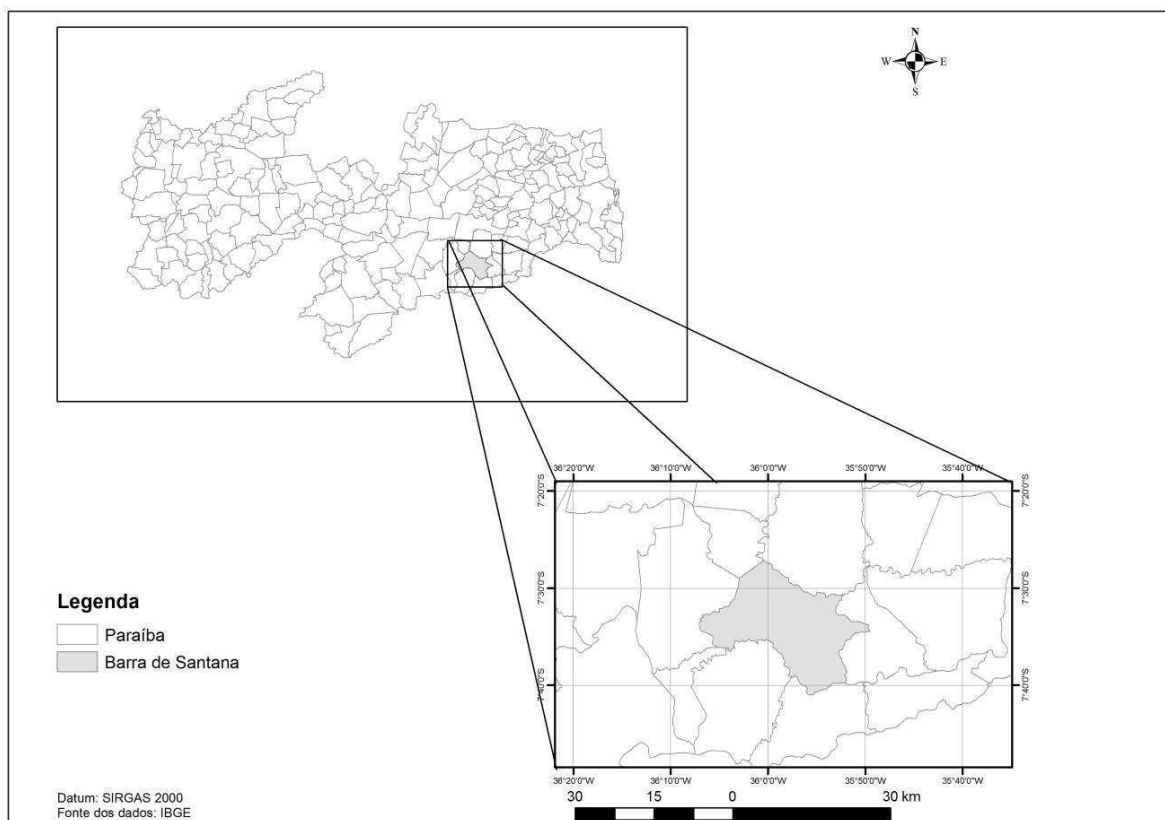 N
W E
S
36°20'0"W 36°10'0"W 36°0'0"W 35°50'0"W 35°40'0"W
7°20'0"S 7°20'0"S
7°30'0"S 7°30'0"S
7°40'0"S 7°40'0"S
36°20'0"W 36°10'0"W 36°0'0"W 35°50'0"W 35°40'0"W
Legenda
Paraíba
Barra de Santana
Datum: SIRGAS 2000
Fonte dos dados: IBGE
30 15 0 30 km